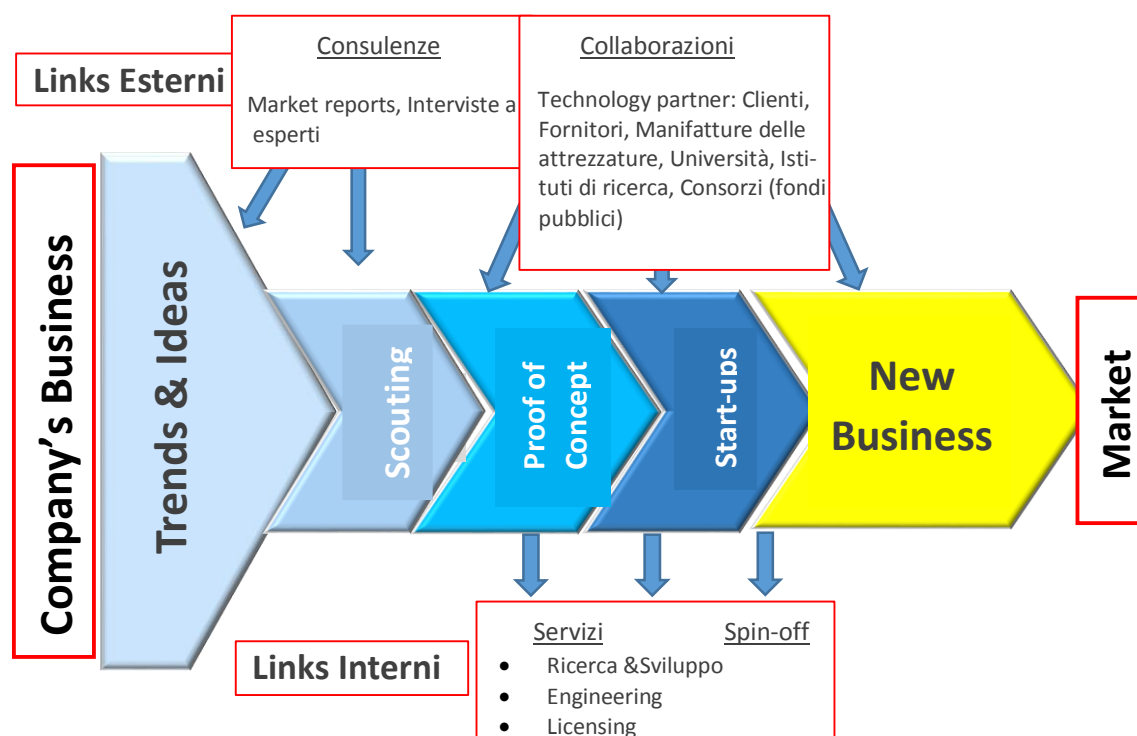 Consulenze
Market reports, Interviste a
esperti
Collaborazioni
Technology partner: Clienti,
Fornitori, Manifatture delle
attrezzature, Università, Isti-
tuti di ricerca, Consorzi (fondi
pubblici)
Links Esterni
Company's Business
Trends & Ideas
Scouting
Proof of
Concept
Start-ups
New
Business
Market
Links Interni
Servizi Spin-off
• Ricerca &Sviluppo
• Engineering
• Licensing